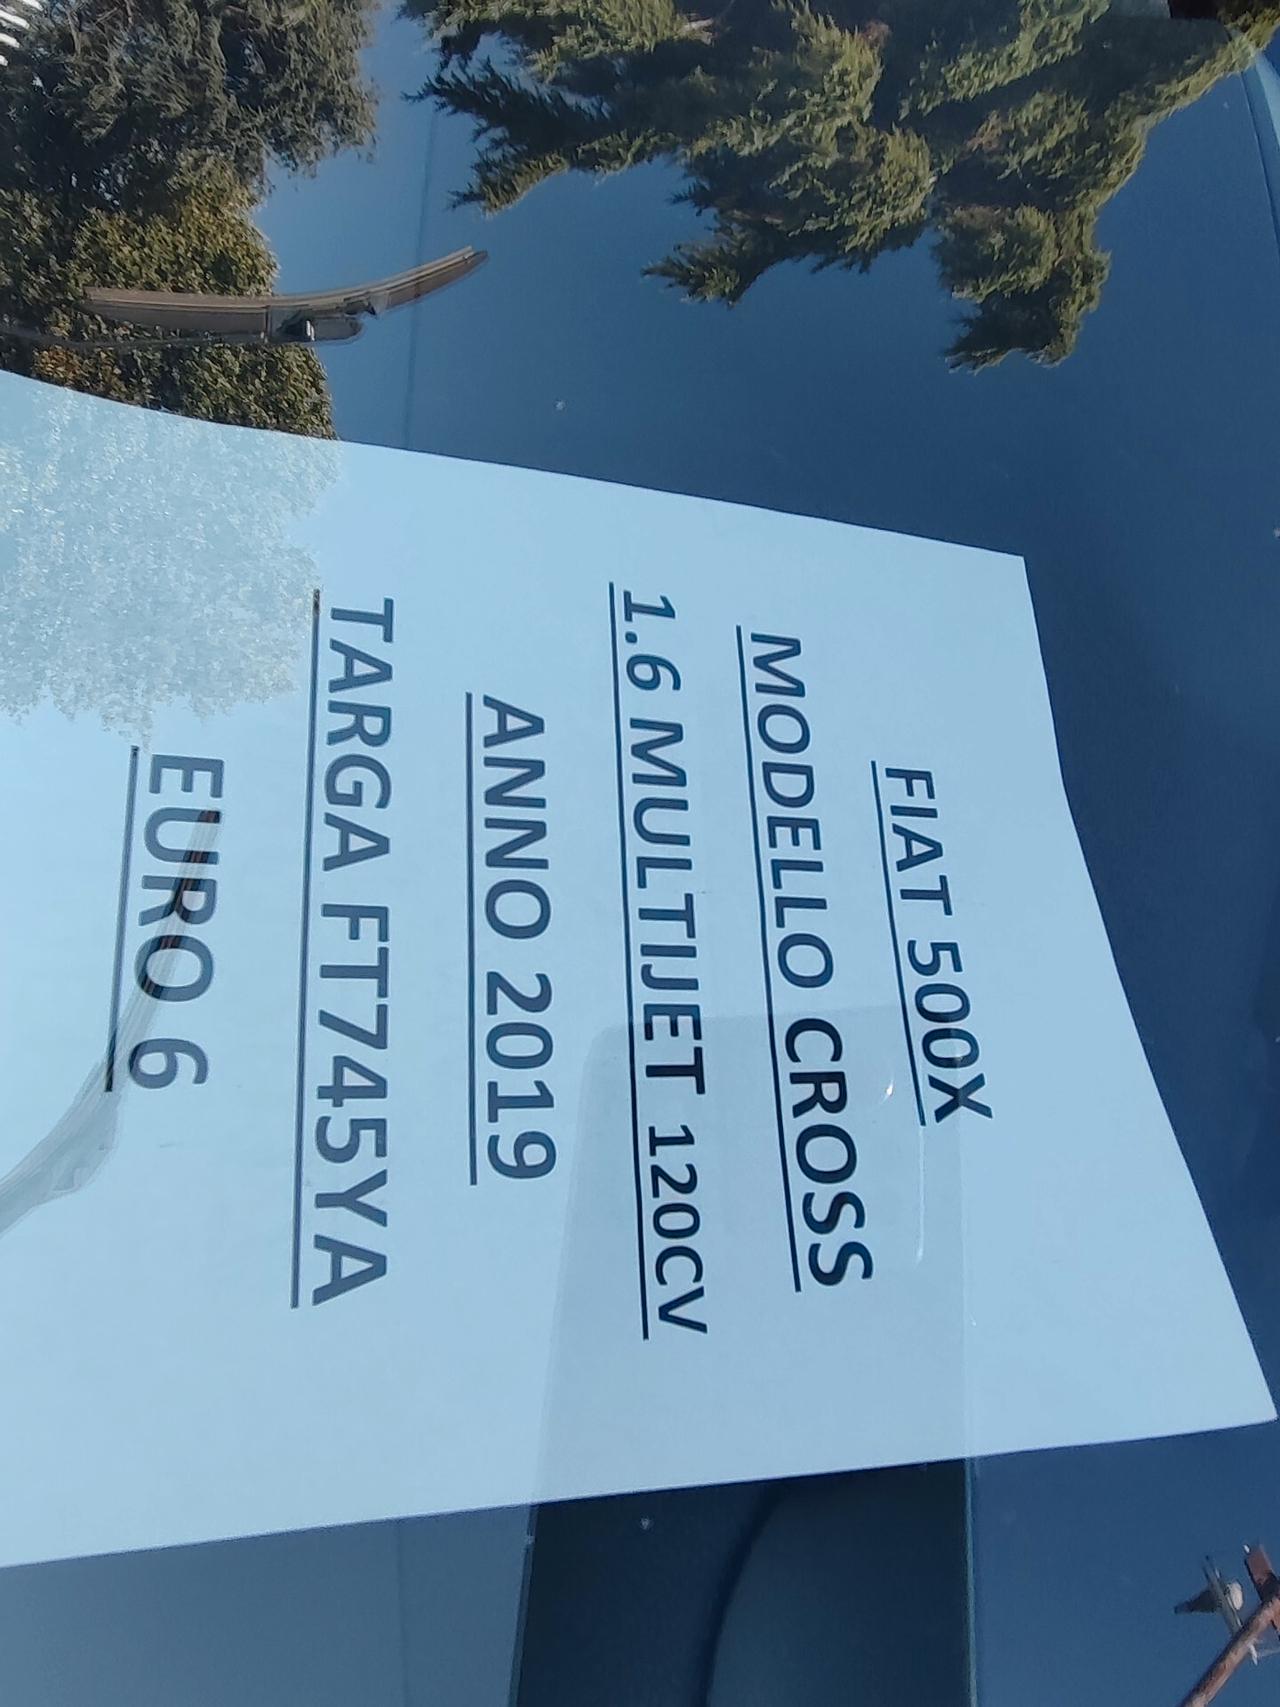 FIAT 500X
MODELLO CROSS
1.6 MULTIJET 120CV
ANNO 2019
TARGA FT745YA
EURO 6